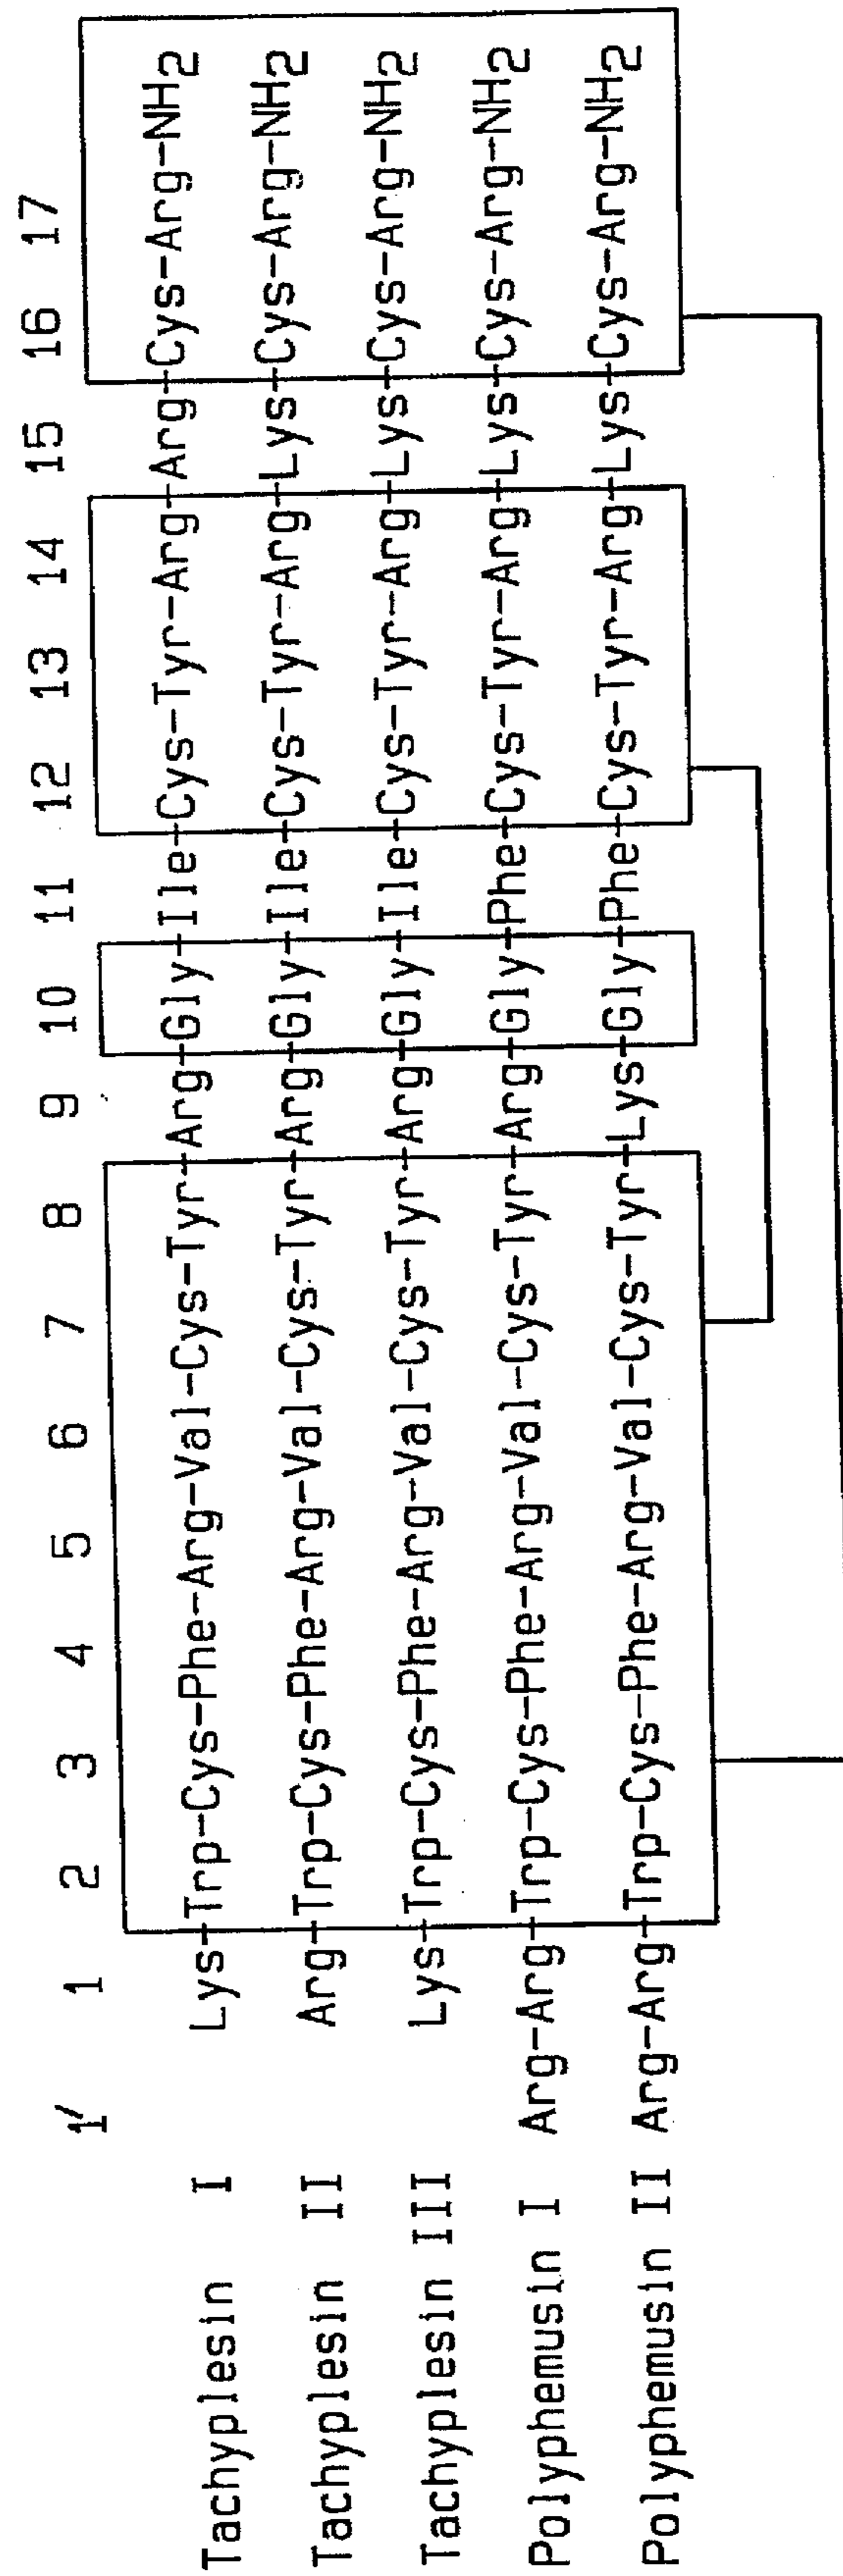 1′ 1 2 3 4 5 6 7 8 9 10 11 12 13 14 15 16 17
Tachyplesin I Lys-Trp-Cys-Phe-Arg-Val-Cys-Tyr-Arg-Gly-Ile-Cys-Tyr-Arg-Arg-Cys-Arg-NH2
Tachyplesin II Arg-Trp-Cys-Phe-Arg-Val-Cys-Tyr-Arg-Gly-Ile-Cys-Tyr-Arg-Lys-Cys-Arg-NH2
Tachyplesin III Lys-Trp-Cys-Phe-Arg-Val-Cys-Tyr-Arg-Gly-Ile-Cys-Tyr-Arg-Lys-Cys-Arg-NH2
Polyphemusin I Arg-Arg-Trp-Cys-Phe-Arg-Val-Cys-Tyr-Arg-Gly-Phe-Cys-Tyr-Arg-Lys-Cys-Arg-NH2
Polyphemusin II Arg-Arg-Trp-Cys-Phe-Arg-Val-Cys-Tyr-Lys-Gly-Phe-Cys-Tyr-Arg-Lys-Cys-Arg-NH2